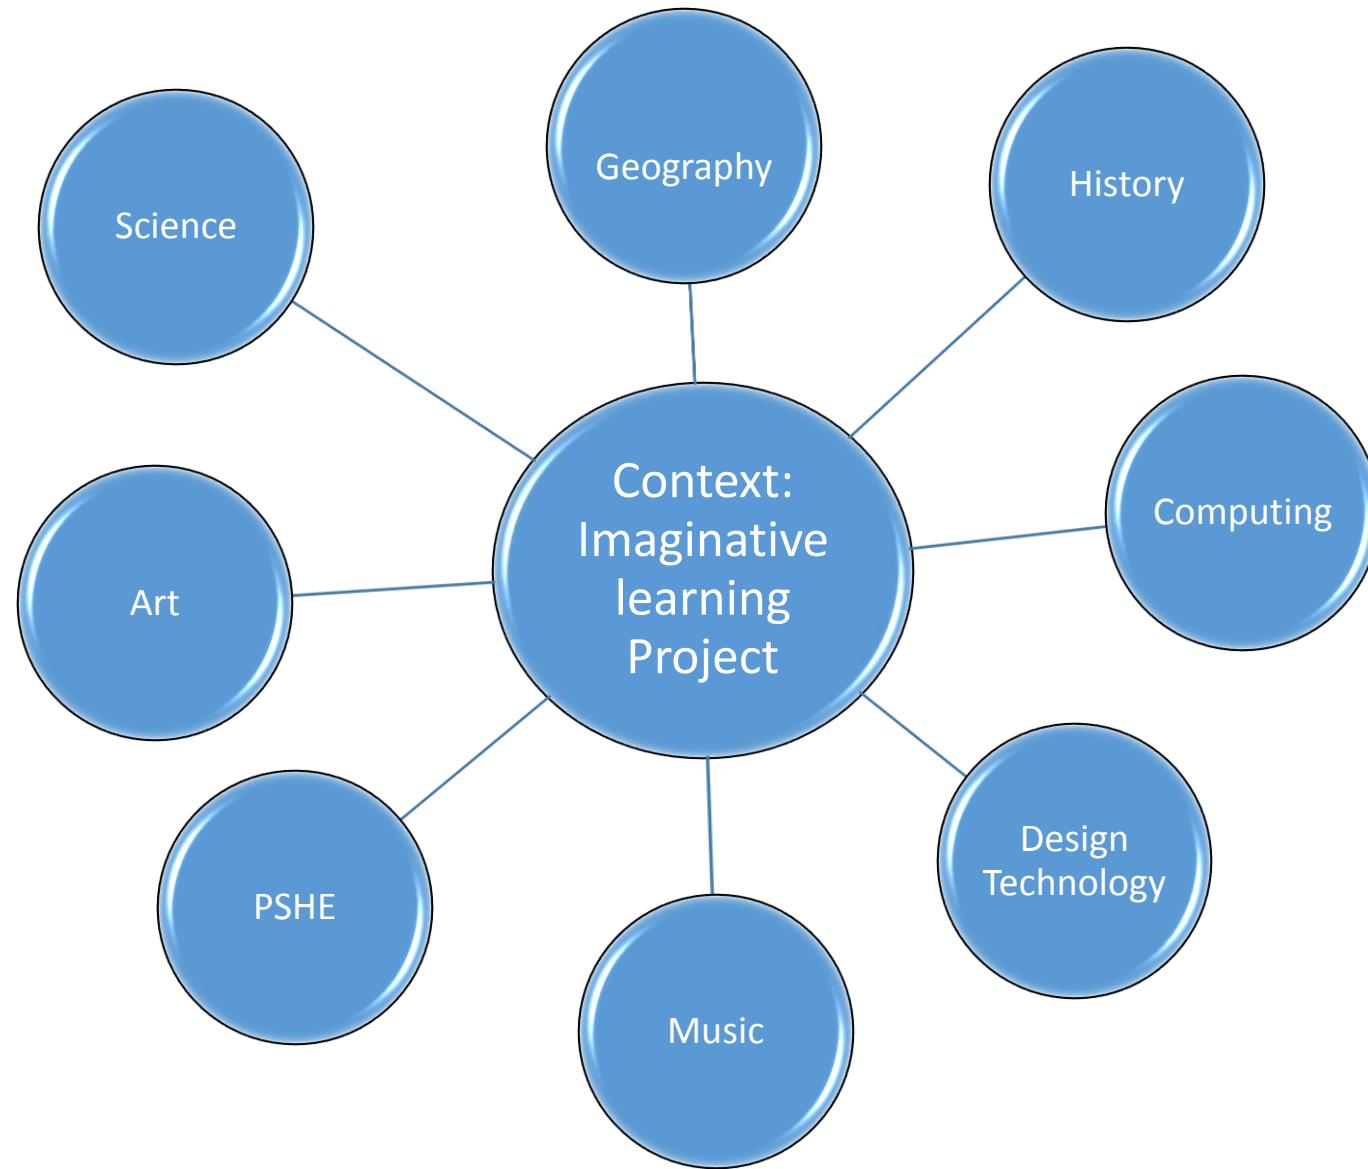 Geography
History
Science
Context:
Imaginative
learning
Project
Computing
Art
Design
Technology
PSHE
Music